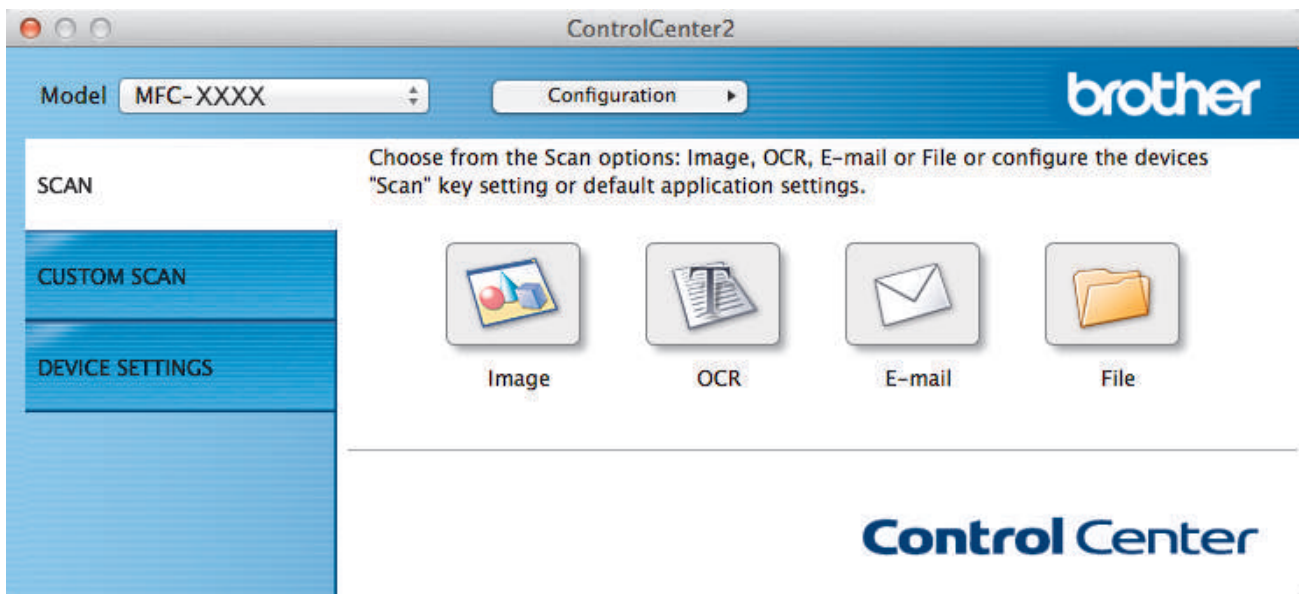 ControlCenter2
Model MFC-XXXX Configuration brother
SCAN
Choose from the Scan options: Image, OCR, E-mail or File or configure the devices
"Scan" key setting or default application settings.
CUSTOM SCAN
DEVICE SETTINGS
Image OCR E-mail File
Control Center